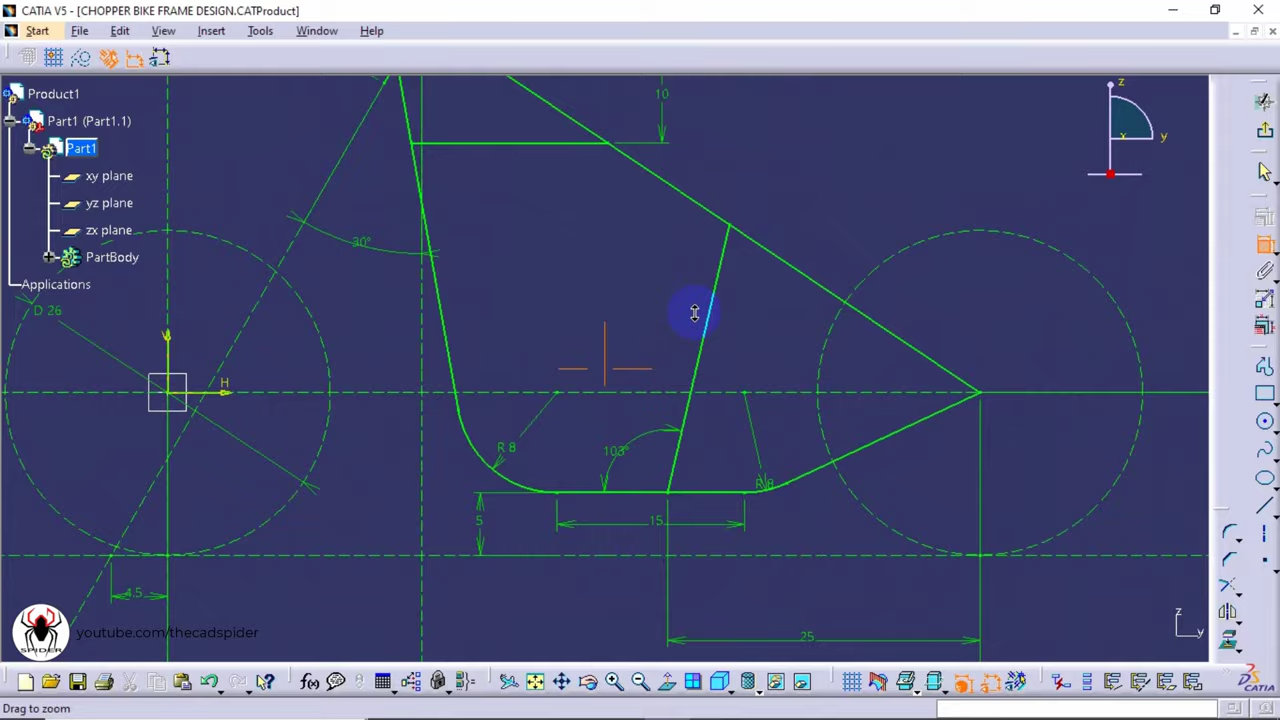 CATIA V5 - [CHOPPER BIKE FRAME DESIGN.CATProduct]
Start File Edit View Insert Tools Window Help
Product1
Part1 (Part1.1)
Part1
xy plane
yz plane
zx plane
PartBody
Applications
10
z
x y
30°
D 26
V
H
R 8
103°
R 8
5
15
4.5
25
SPIDER
youtube.com/thecadspider
z
y
f(x)
Drag to zoom
CATIA